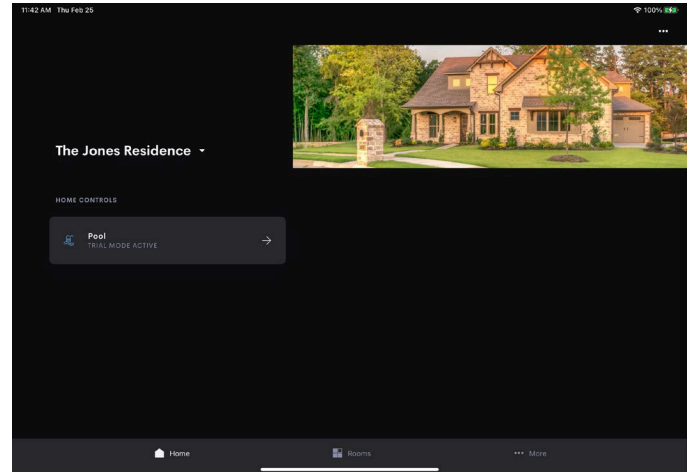 11:42 AM Thu Feb 25
100%
The Jones Residence
HOME CONTROLS
Pool
TRIAL MODE ACTIVE
Home
Rooms
More